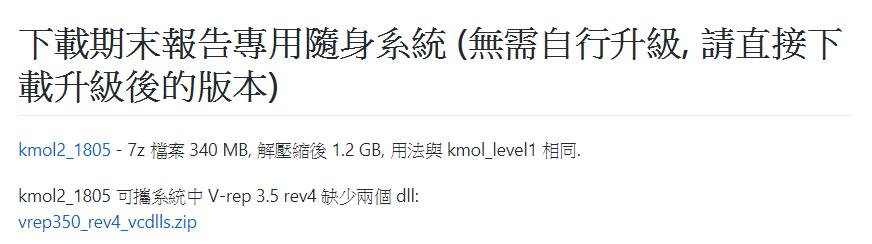 下載期末報告專用隨身系統 (無需自行升級, 請直接下
載升級後的版本)
kmol2_1805 - 7z 檔案 340 MB, 解壓縮後 1.2 GB, 用法與 kmol_level1 相同.
kmol2_1805 可攜系統中 V-rep 3.5 rev4 缺少兩個 dll:
vrep350_rev4_vcdlls.zip